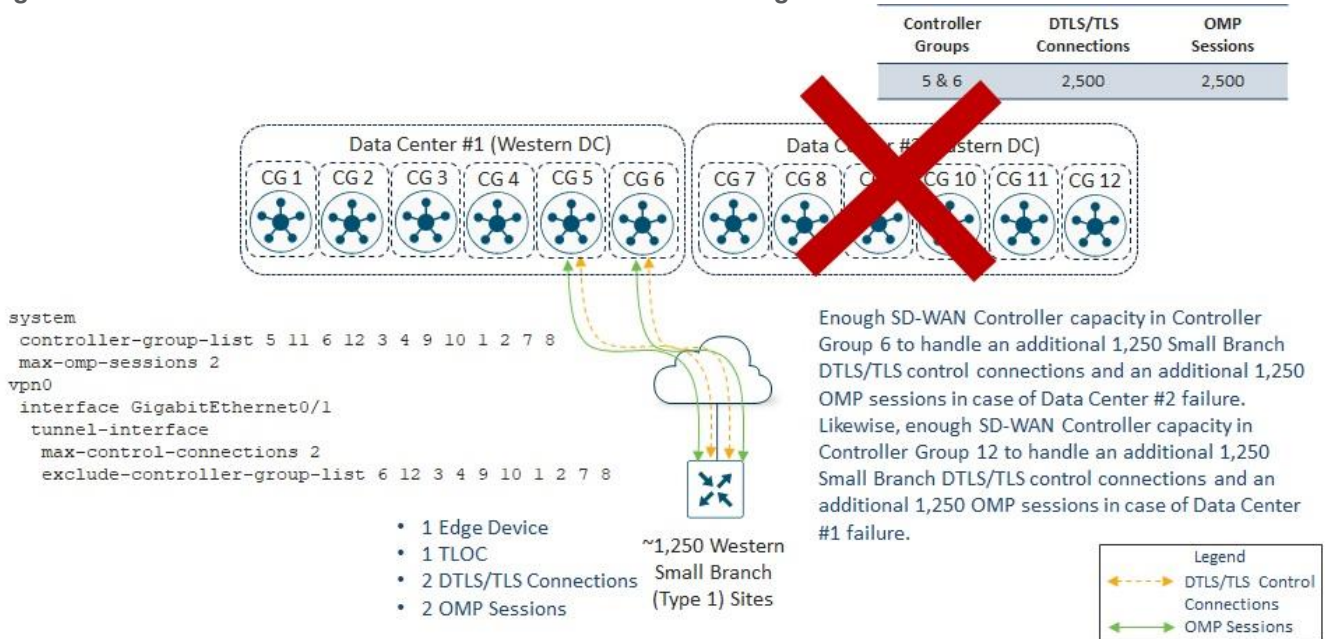 Controller Groups
DTLS/TLS Connections
OMP Sessions
5 & 6
2,500
2,500
Data Center #1 (Western DC)
CG 1
CG 2
CG 3
CG 4
CG 5
CG 6
Data
DC)
CG 7
CG 8
CG 10
CG 11
CG 12
system
controller-group-list 5 11 6 12 3 4 9 10 1 2 7 8
max-omp-sessions 2
vpn0
interface GigabitEthernet0/1
tunnel-interface
max-control-connections 2
exclude-controller-group-list 6 12 3 4 9 10 1 2 7 8
Enough SD-WAN Controller capacity in Controller
Group 6 to handle an additional 1,250 Small Branch
DTLS/TLS control connections and an additional 1,250
OMP sessions in case of Data Center #2 failure.
Likewise, enough SD-WAN Controller capacity in
Controller Group 12 to handle an additional 1,250
Small Branch DTLS/TLS control connections and an
additional 1,250 OMP sessions in case of Data Center
#1 failure.
• 1 Edge Device
• 1 TLOC
• 2 DTLS/TLS Connections
• 2 OMP Sessions
~1,250 Western
Small Branch
(Type 1) Sites
Legend
DTLS/TLS Control
Connections
OMP Sessions